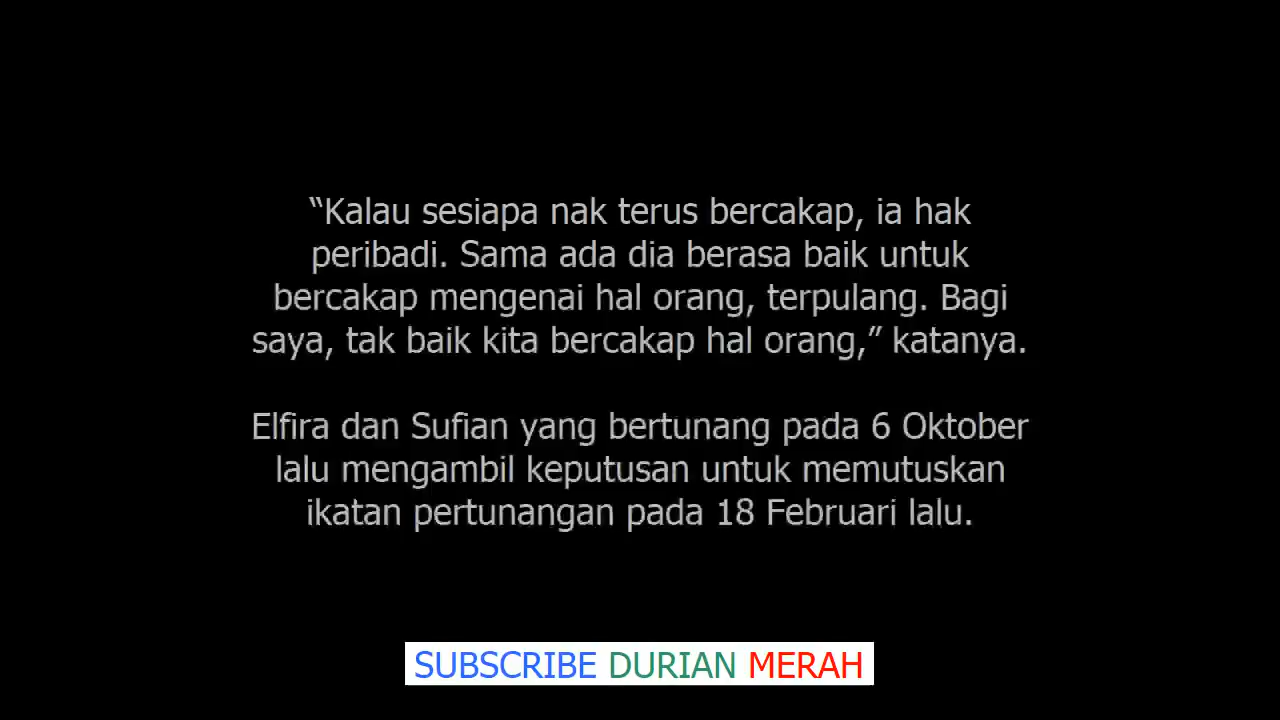 “Kalau sesiapa nak terus bercakap, ia hak
peribadi. Sama ada dia berasa baik untuk
bercakap mengenai hal orang, terpulang. Bagi
saya, tak baik kita bercakap hal orang,” katanya.
Elfira dan Sufian yang bertunang pada 6 Oktober
lalu mengambil keputusan untuk memutuskan
ikatan pertunangan pada 18 Februari lalu.
SUBSCRIBE DURIAN MERAH